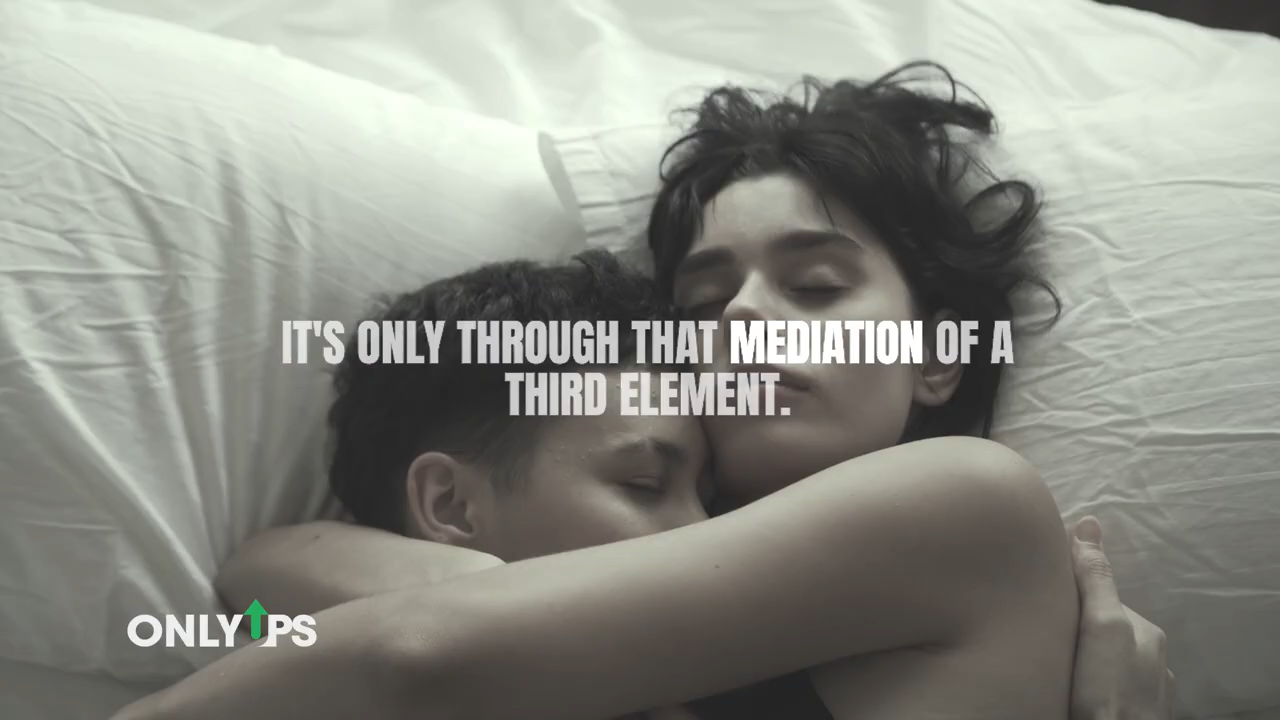 IT'S ONLY THROUGH THAT MEDIATION OF A
THIRD ELEMENT.
ONLYUPS